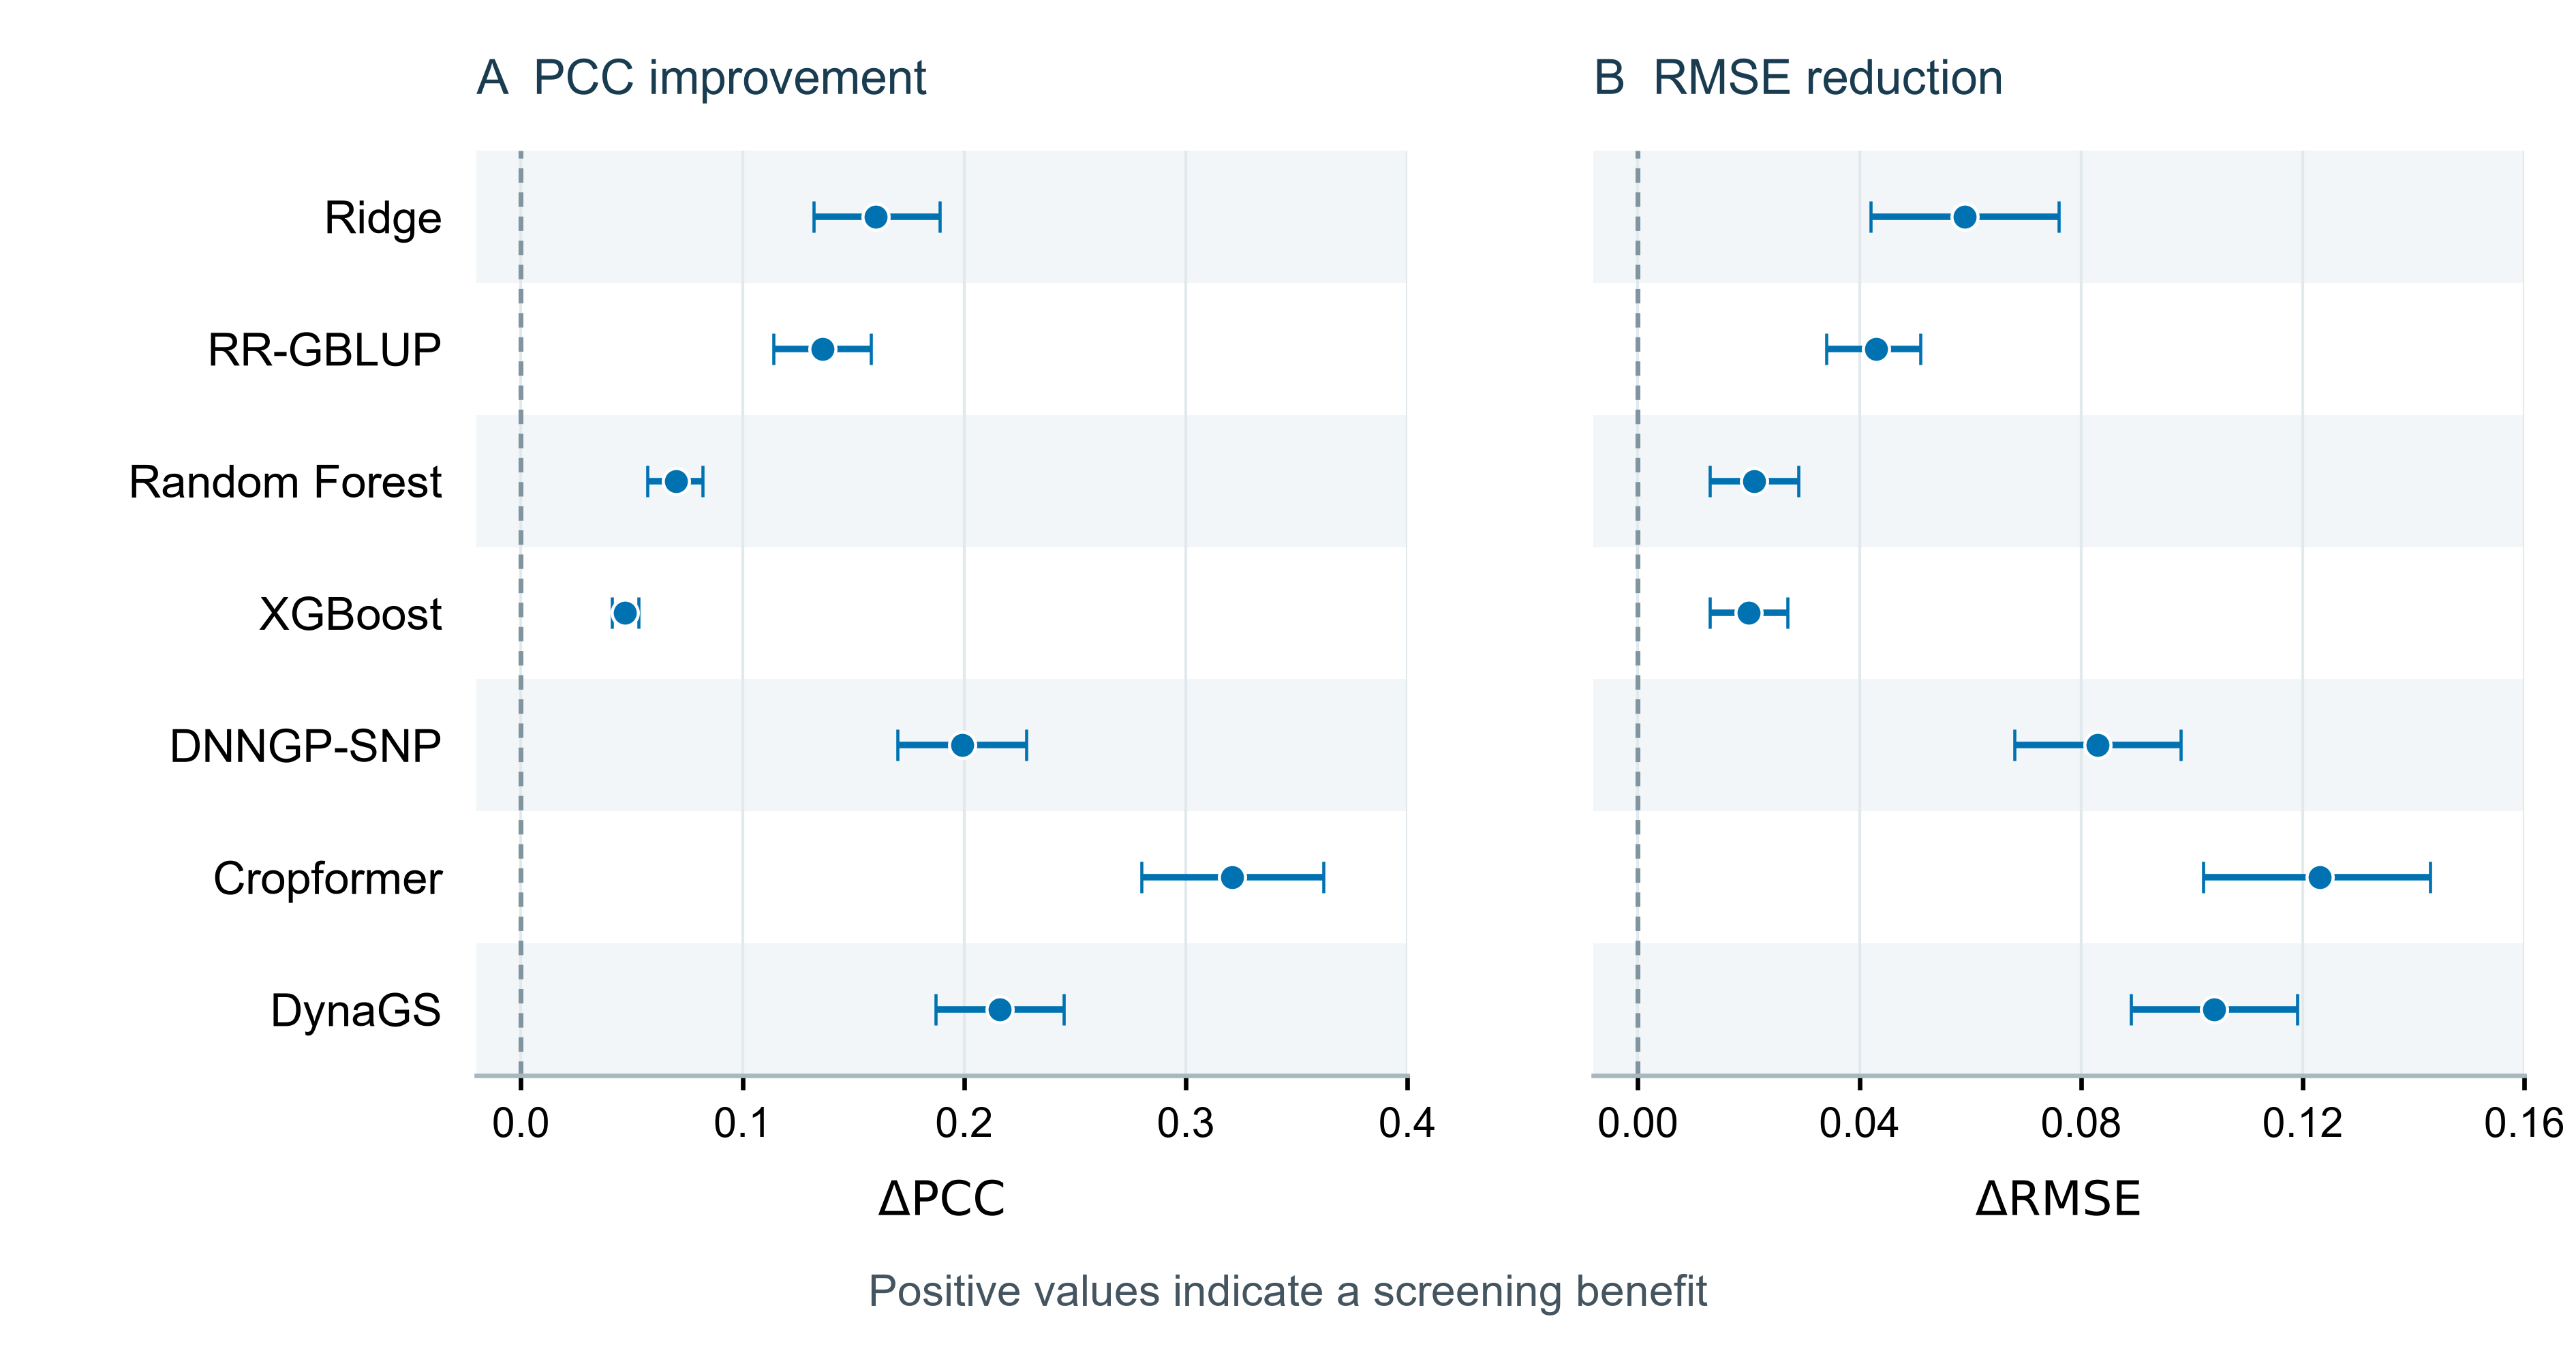 A PCC improvement
B RMSE reduction
Ridge
RR-GBLUP
Random Forest
XGBoost
DNNGP-SNP
Cropformer
DynaGS
0.0 0.1 0.2 0.3 0.4
0.00 0.04 0.08 0.12 0.16
ΔPCC
ΔRMSE
Positive values indicate a screening benefit